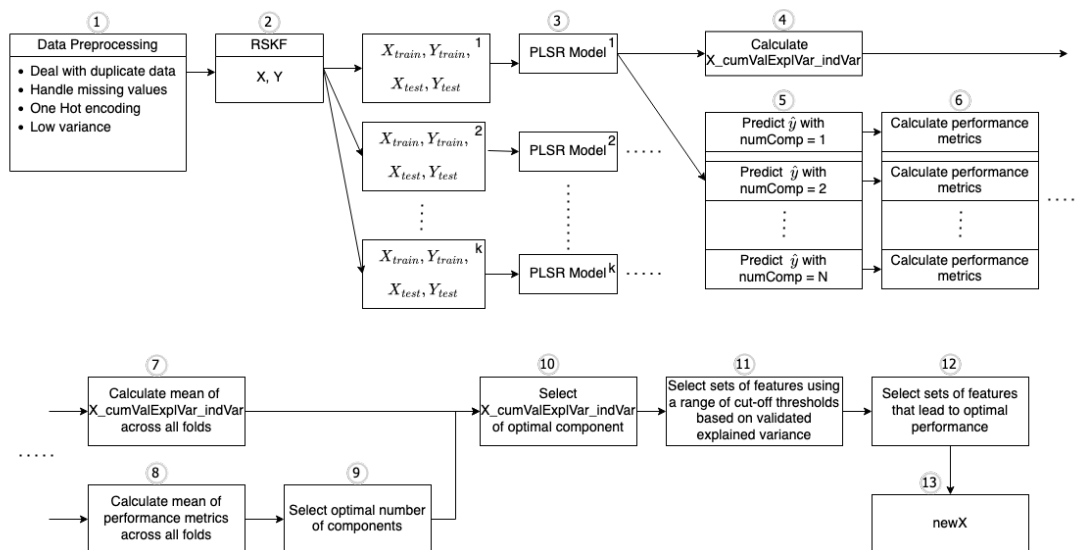 1
Data Preprocessing
• Deal with duplicate data
• Handle missing values
• One Hot encoding
• Low variance
2
RSKF
X, Y
X_train, Y_train, 1
X_test, Y_test
X_train, Y_train, 2
X_test, Y_test
X_train, Y_train, k
X_test, Y_test
3
PLSR Model 1
PLSR Model 2
PLSR Model k
4
Calculate
X_cumValExplVar_indVar
5
Predict ŷ with
numComp = 1
Predict ŷ with
numComp = 2
Predict ŷ with
numComp = N
6
Calculate performance
metrics
Calculate performance
metrics
Calculate performance
metrics
7
Calculate mean of
X_cumValExplVar_indVar
across all folds
8
Calculate mean of
performance metrics
across all folds
9
Select optimal number
of components
10
Select
X_cumValExplVar_indVar
of optimal component
11
Select sets of features using
a range of cut-off thresholds
based on validated
explained variance
12
Select sets of features
that lead to optimal
performance
13
newX